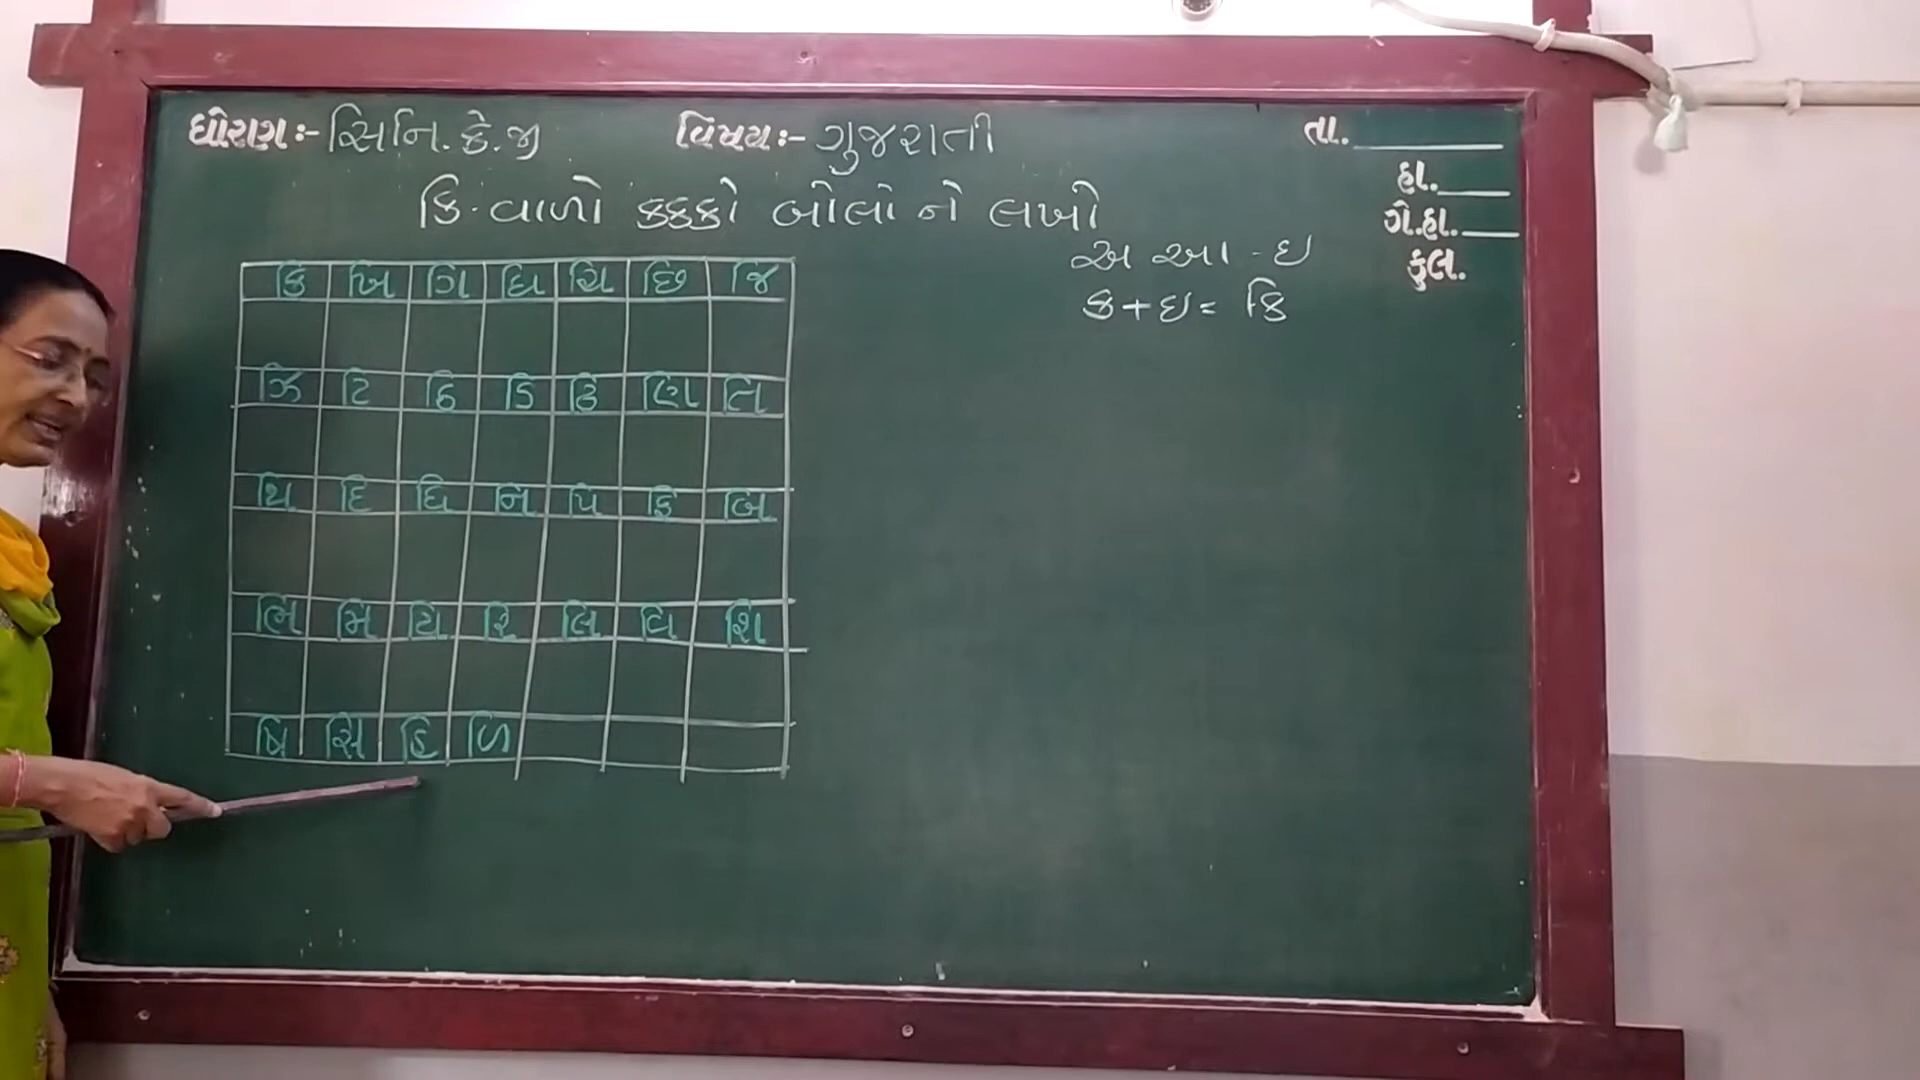 ધોરણ:- સિનિ. કે.જી વિષય:- ગુજરાતી તા.
હા.
ગે.હા.
કુલ.
કિ-વાળો કક્કો બોલો ને લખો
અ આ - ઇ
ક+ઇ= કિ
કિ ખિ ગિ ઘિ ચિ છિ જિ
ઝિ ટિ ઠિ ડિ ઢિ ણિ તિ
થિ દિ ધિ નિ પિ ફિ બિ
ભિ મિ યિ રિ લિ વિ શિ
ષિ સિ હિ ળિ